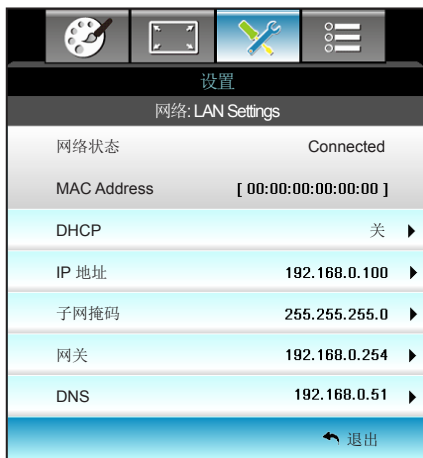 设置
网络: LAN Settings
网络状态 Connected
MAC Address [ 00:00:00:00:00:00 ]
DHCP 关
IP 地址 192.168.0.100
子网掩码 255.255.255.0
网关 192.168.0.254
DNS 192.168.0.51
退出